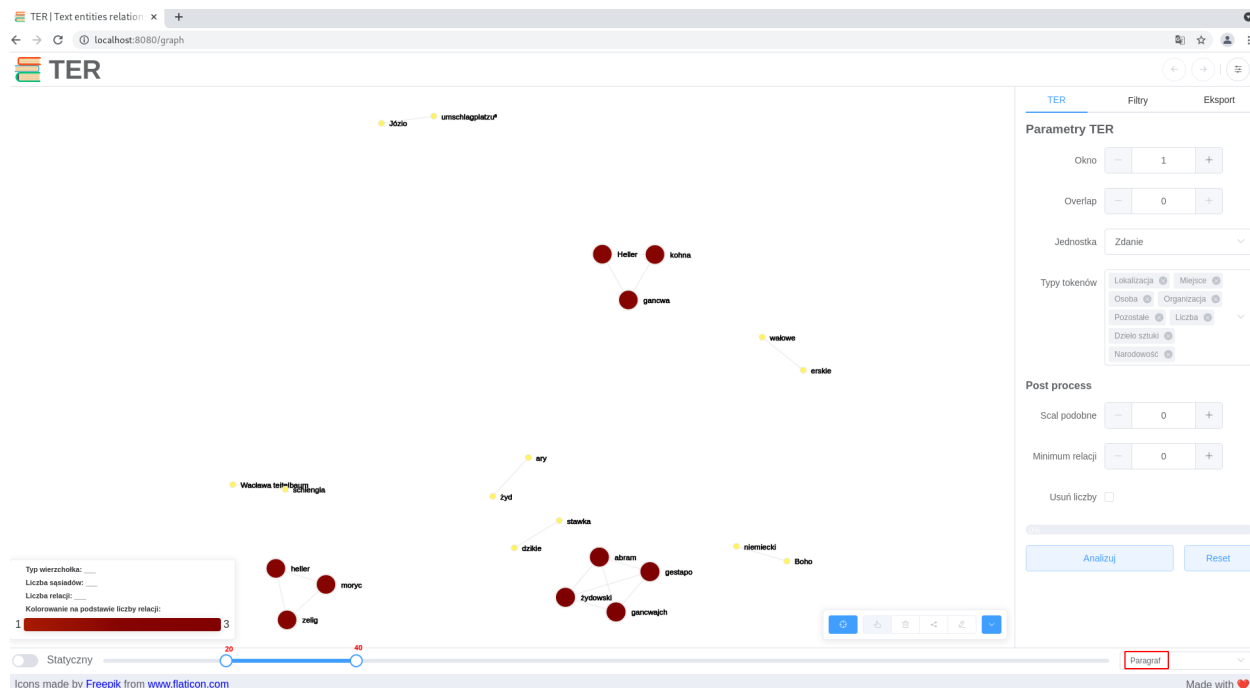 TER | Text entities relation
localhost:8080/graph
TER
TER Filtry Eksport
Parametry TER
Okno 1
Overlap 0
Jednostka Zdanie
Typy tokenów Lokalizacja Miejsce
Osoba Organizacja
Pozostałe Liczba
Dzieło sztuki
Narodowość
Post process
Scal podobne 0
Minimum relacji 0
Usuń liczby
Analizuj Reset
Józio umschlagplatzu*
Heller kohna
gancwa
wałowe
erskie
ary
żyd
Wacława teitelbaum
schlengla
stawka
dzikie
niemiecki
Boho
abram
gestapo
żydowski
gancwajch
heller
moryc
zelig
Typ wierzchołka: ___
Liczba sąsiadów: ___
Liczba relacji: ___
Kolorowanie na podstawie liczby relacji:
1 3
Statyczny 20 40 Paragraf
Icons made by Freepik from www.flaticon.com Made with